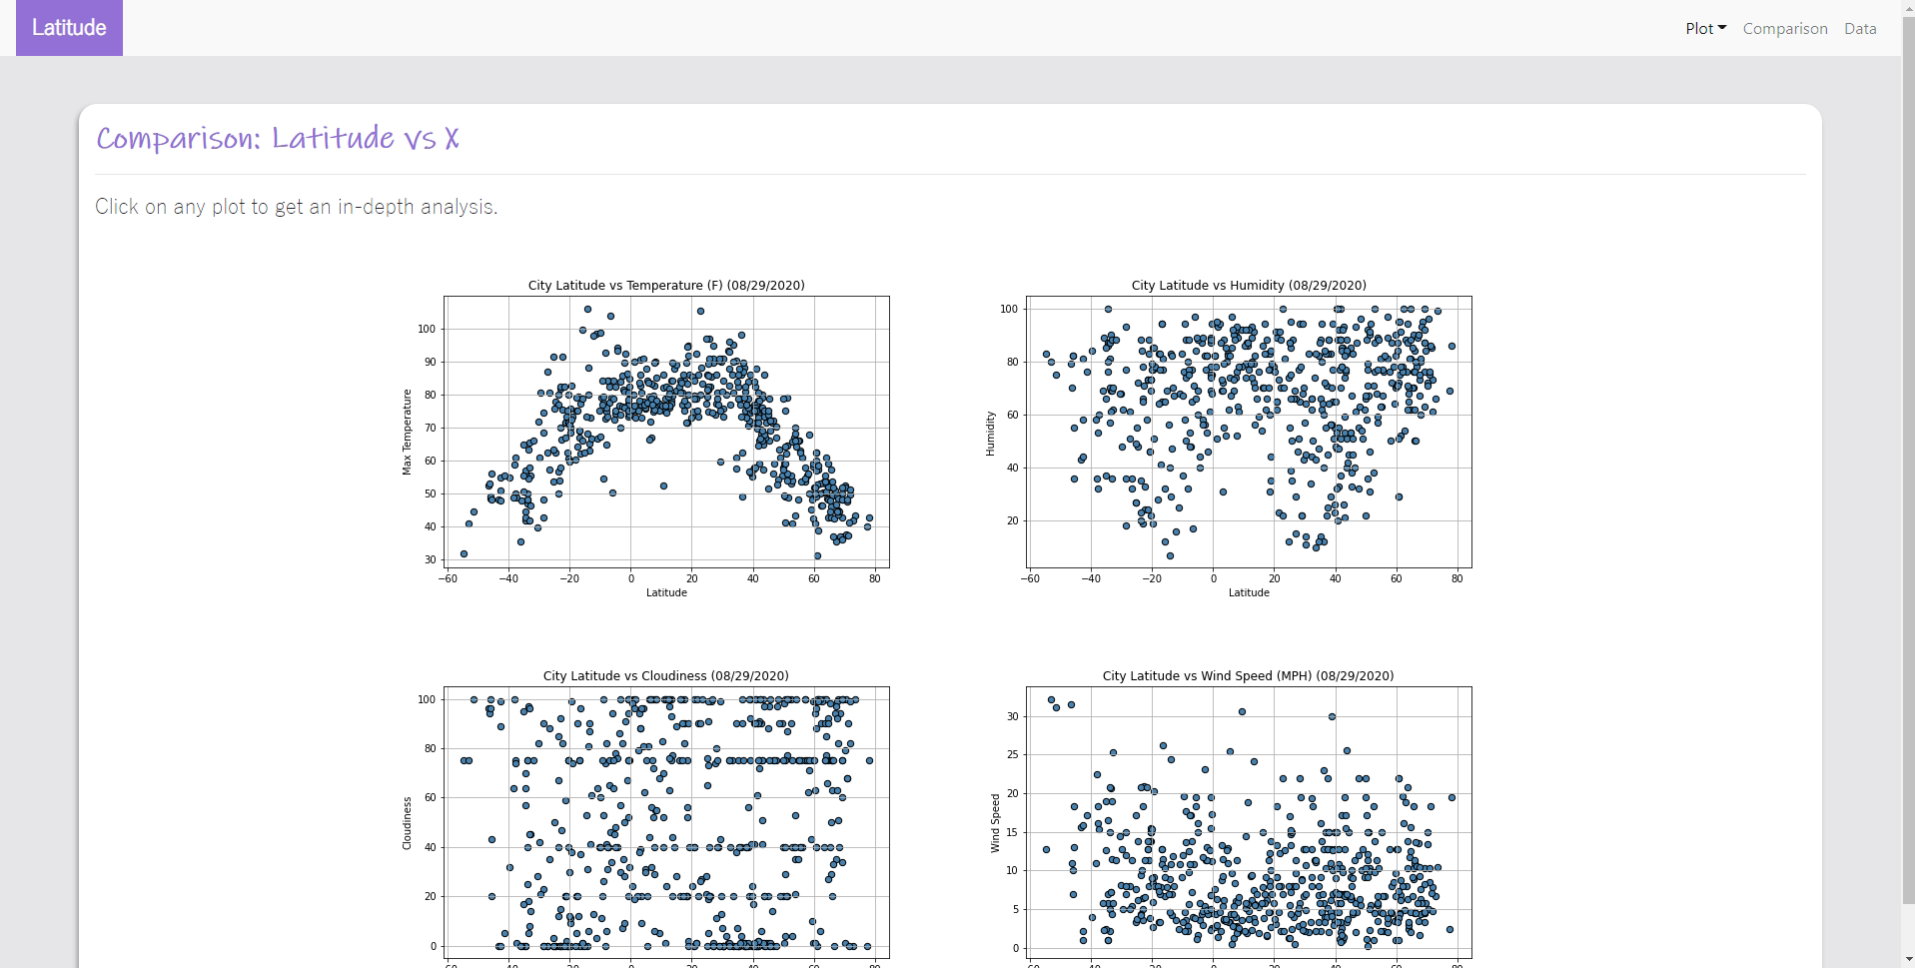 Latitude
Plot Comparison Data
Comparison: Latitude vs X
Click on any plot to get an in-depth analysis.
City Latitude vs Temperature (F) (08/29/2020)
100
90
80
70
60
50
40
30
Max Temperature
−60 −40 −20 0 20 40 60 80
Latitude
City Latitude vs Humidity (08/29/2020)
100
80
60
40
20
Humidity
−60 −40 −20 0 20 40 60 80
Latitude
City Latitude vs Cloudiness (08/29/2020)
100
80
60
40
20
0
Cloudiness
City Latitude vs Wind Speed (MPH) (08/29/2020)
30
25
20
15
10
5
0
Wind Speed